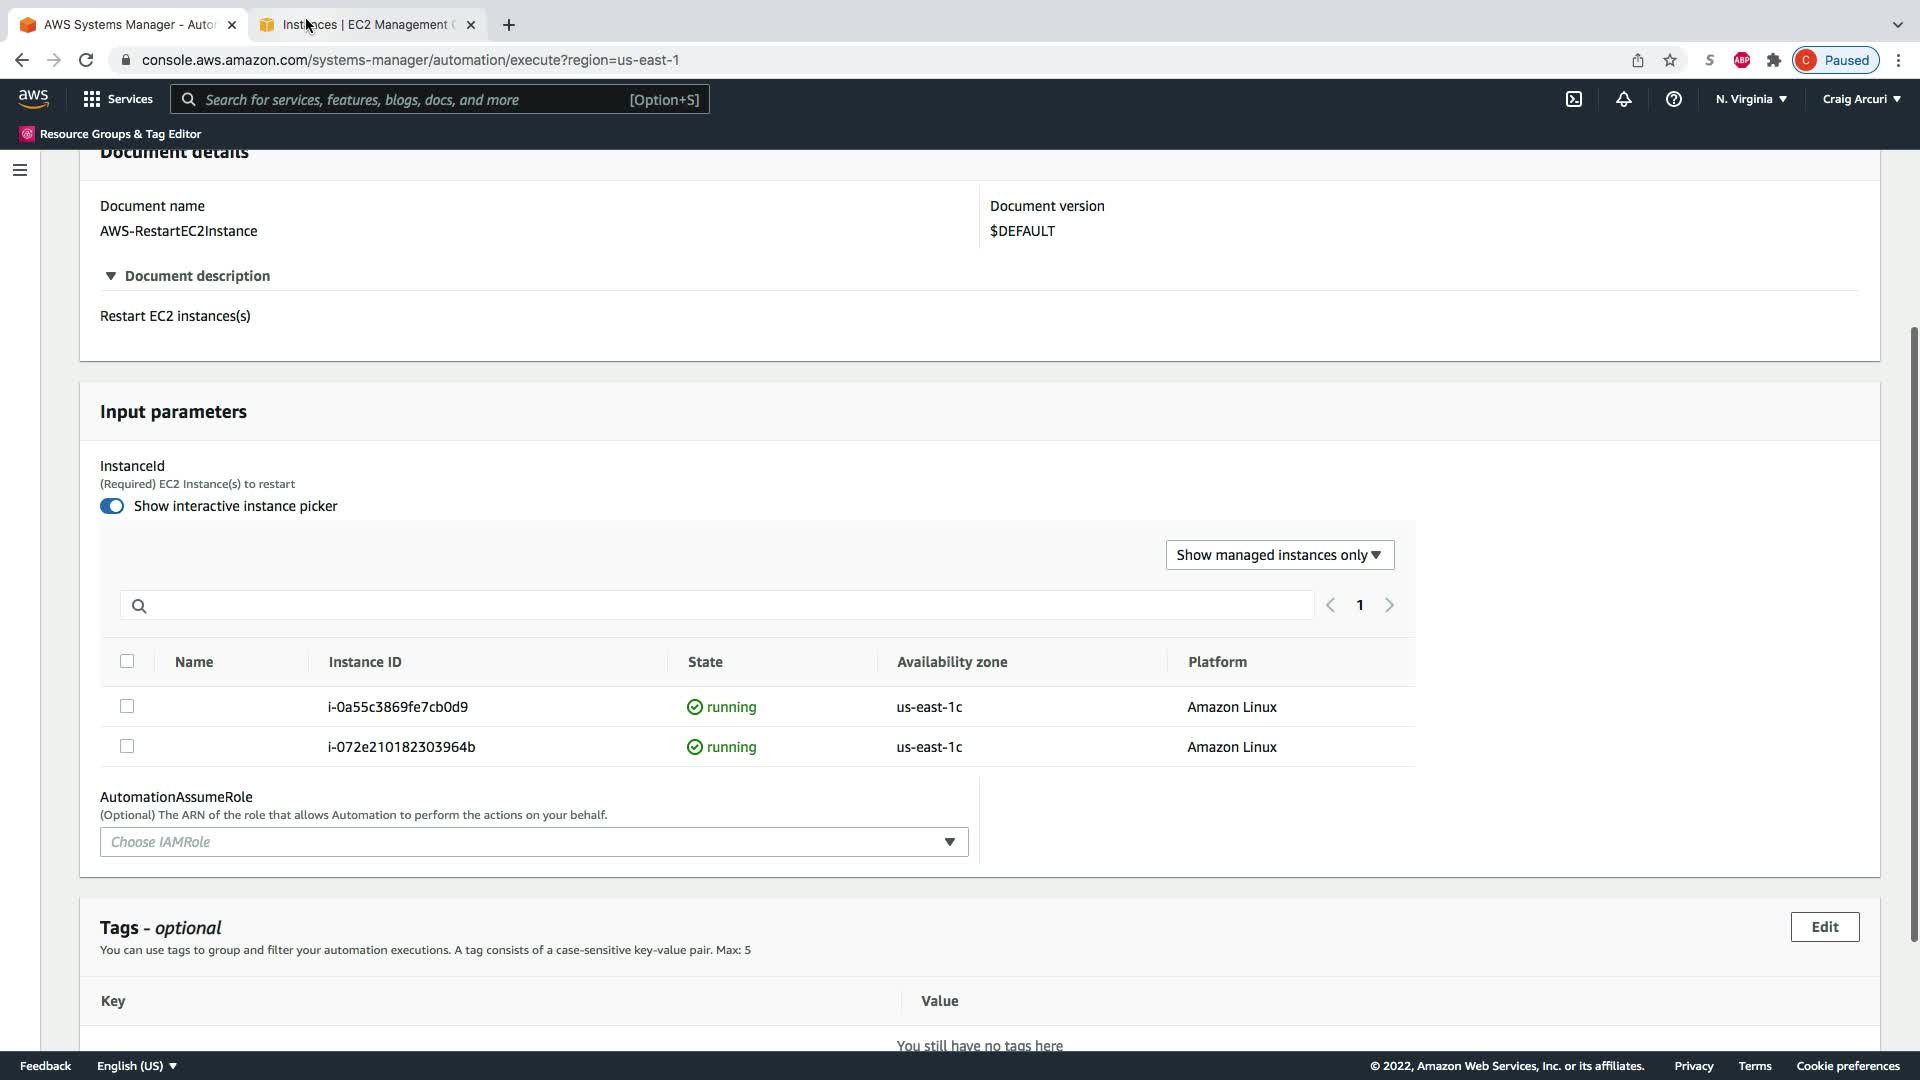 AWS Systems Manager - Auto
Instances | EC2 Management C
console.aws.amazon.com/systems-manager/automation/execute?region=us-east-1
S
ABP
C
Paused
aws
Services
Search for services, features, blogs, docs, and more
[Option+S]
N. Virginia
Craig Arcuri
Resource Groups & Tag Editor
Document details
Document name
Document version
AWS-RestartEC2Instance
$DEFAULT
Document description
Restart EC2 instances(s)
Input parameters
InstanceId
(Required) EC2 Instance(s) to restart
Show interactive instance picker
Show managed instances only
1
Name
Instance ID
State
Availability zone
Platform
i-0a55c3869fe7cb0d9
running
us-east-1c
Amazon Linux
i-072e210182303964b
running
us-east-1c
Amazon Linux
AutomationAssumeRole
(Optional) The ARN of the role that allows Automation to perform the actions on your behalf.
Choose IAMRole
Tags - optional
Edit
You can use tags to group and filter your automation executions. A tag consists of a case-sensitive key-value pair. Max: 5
Key
Value
You still have no tags here
Feedback
English (US)
© 2022, Amazon Web Services, Inc. or its affiliates.
Privacy
Terms
Cookie preferences